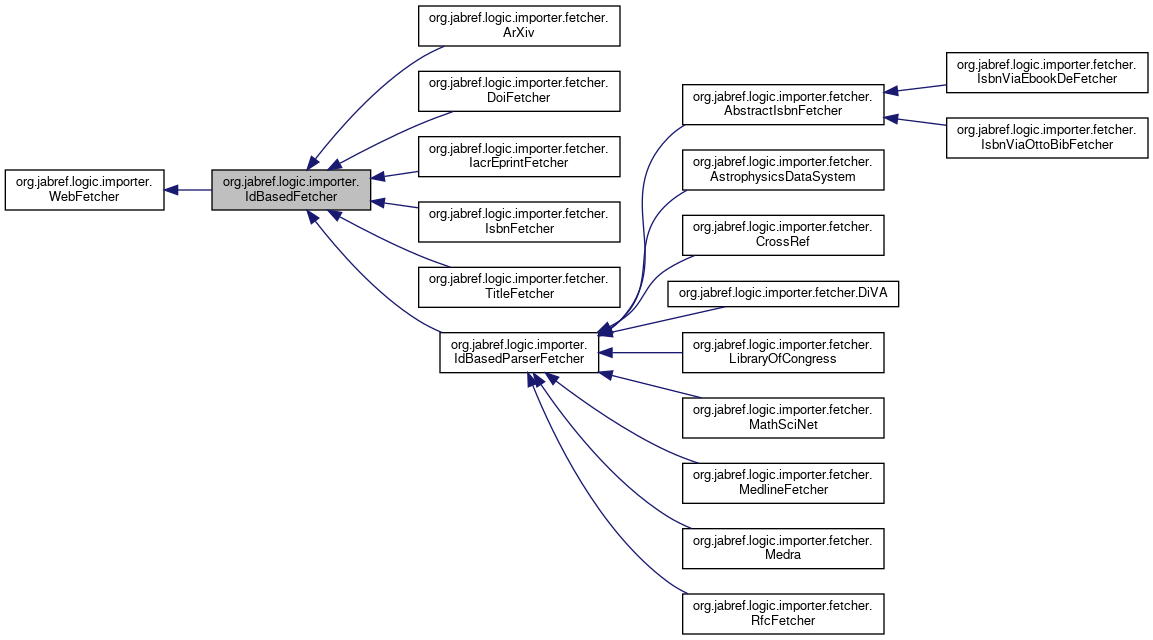 org.jabref.logic.importer.
WebFetcher
org.jabref.logic.importer.
IdBasedFetcher
org.jabref.logic.importer.fetcher.
ArXiv
org.jabref.logic.importer.fetcher.
DoiFetcher
org.jabref.logic.importer.fetcher.
IacrEprintFetcher
org.jabref.logic.importer.fetcher.
IsbnFetcher
org.jabref.logic.importer.fetcher.
TitleFetcher
org.jabref.logic.importer.
IdBasedParserFetcher
org.jabref.logic.importer.fetcher.
AbstractIsbnFetcher
org.jabref.logic.importer.fetcher.
AstrophysicsDataSystem
org.jabref.logic.importer.fetcher.
CrossRef
org.jabref.logic.importer.fetcher.DiVA
org.jabref.logic.importer.fetcher.
LibraryOfCongress
org.jabref.logic.importer.fetcher.
MathSciNet
org.jabref.logic.importer.fetcher.
MedlineFetcher
org.jabref.logic.importer.fetcher.
Medra
org.jabref.logic.importer.fetcher.
RfcFetcher
org.jabref.logic.importer.fetcher.
IsbnViaEbookDeFetcher
org.jabref.logic.importer.fetcher.
IsbnViaOttoBibFetcher